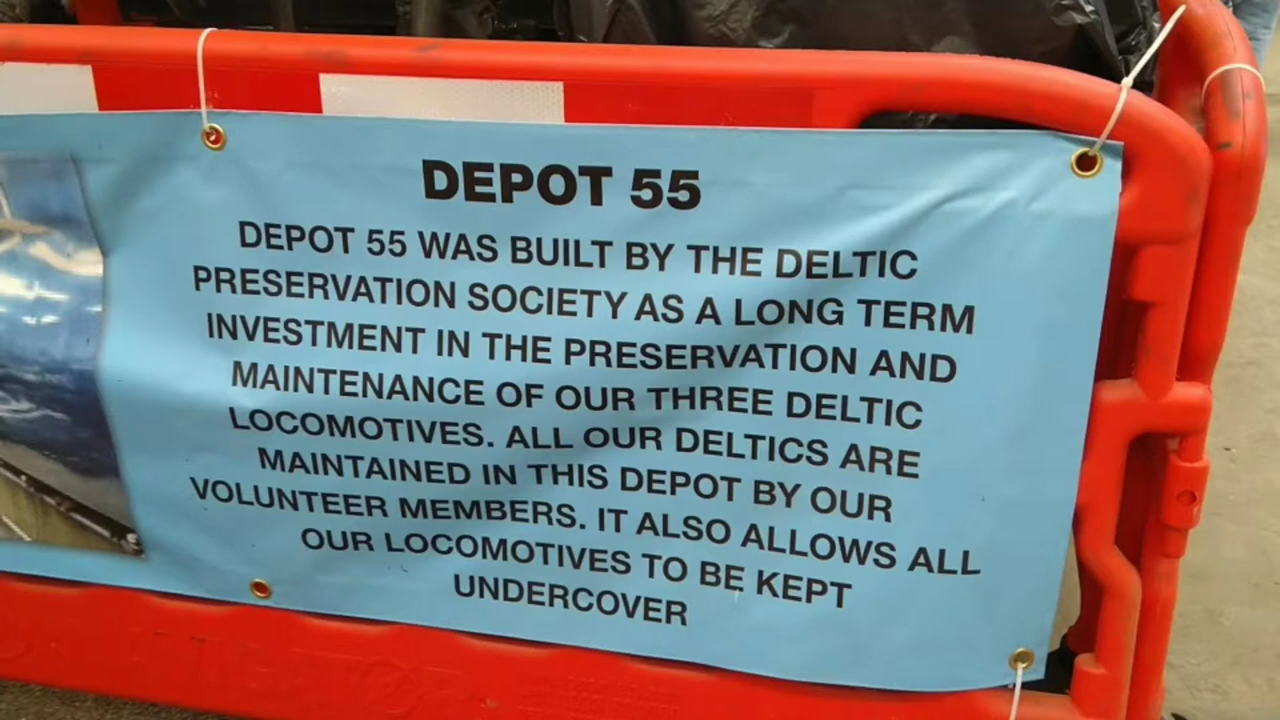 DEPOT 55
DEPOT 55 WAS BUILT BY THE DELTIC
PRESERVATION SOCIETY AS A LONG TERM
INVESTMENT IN THE PRESERVATION AND
MAINTENANCE OF OUR THREE DELTIC
LOCOMOTIVES. ALL OUR DELTICS ARE
MAINTAINED IN THIS DEPOT BY OUR
VOLUNTEER MEMBERS. IT ALSO ALLOWS ALL
OUR LOCOMOTIVES TO BE KEPT
UNDERCOVER